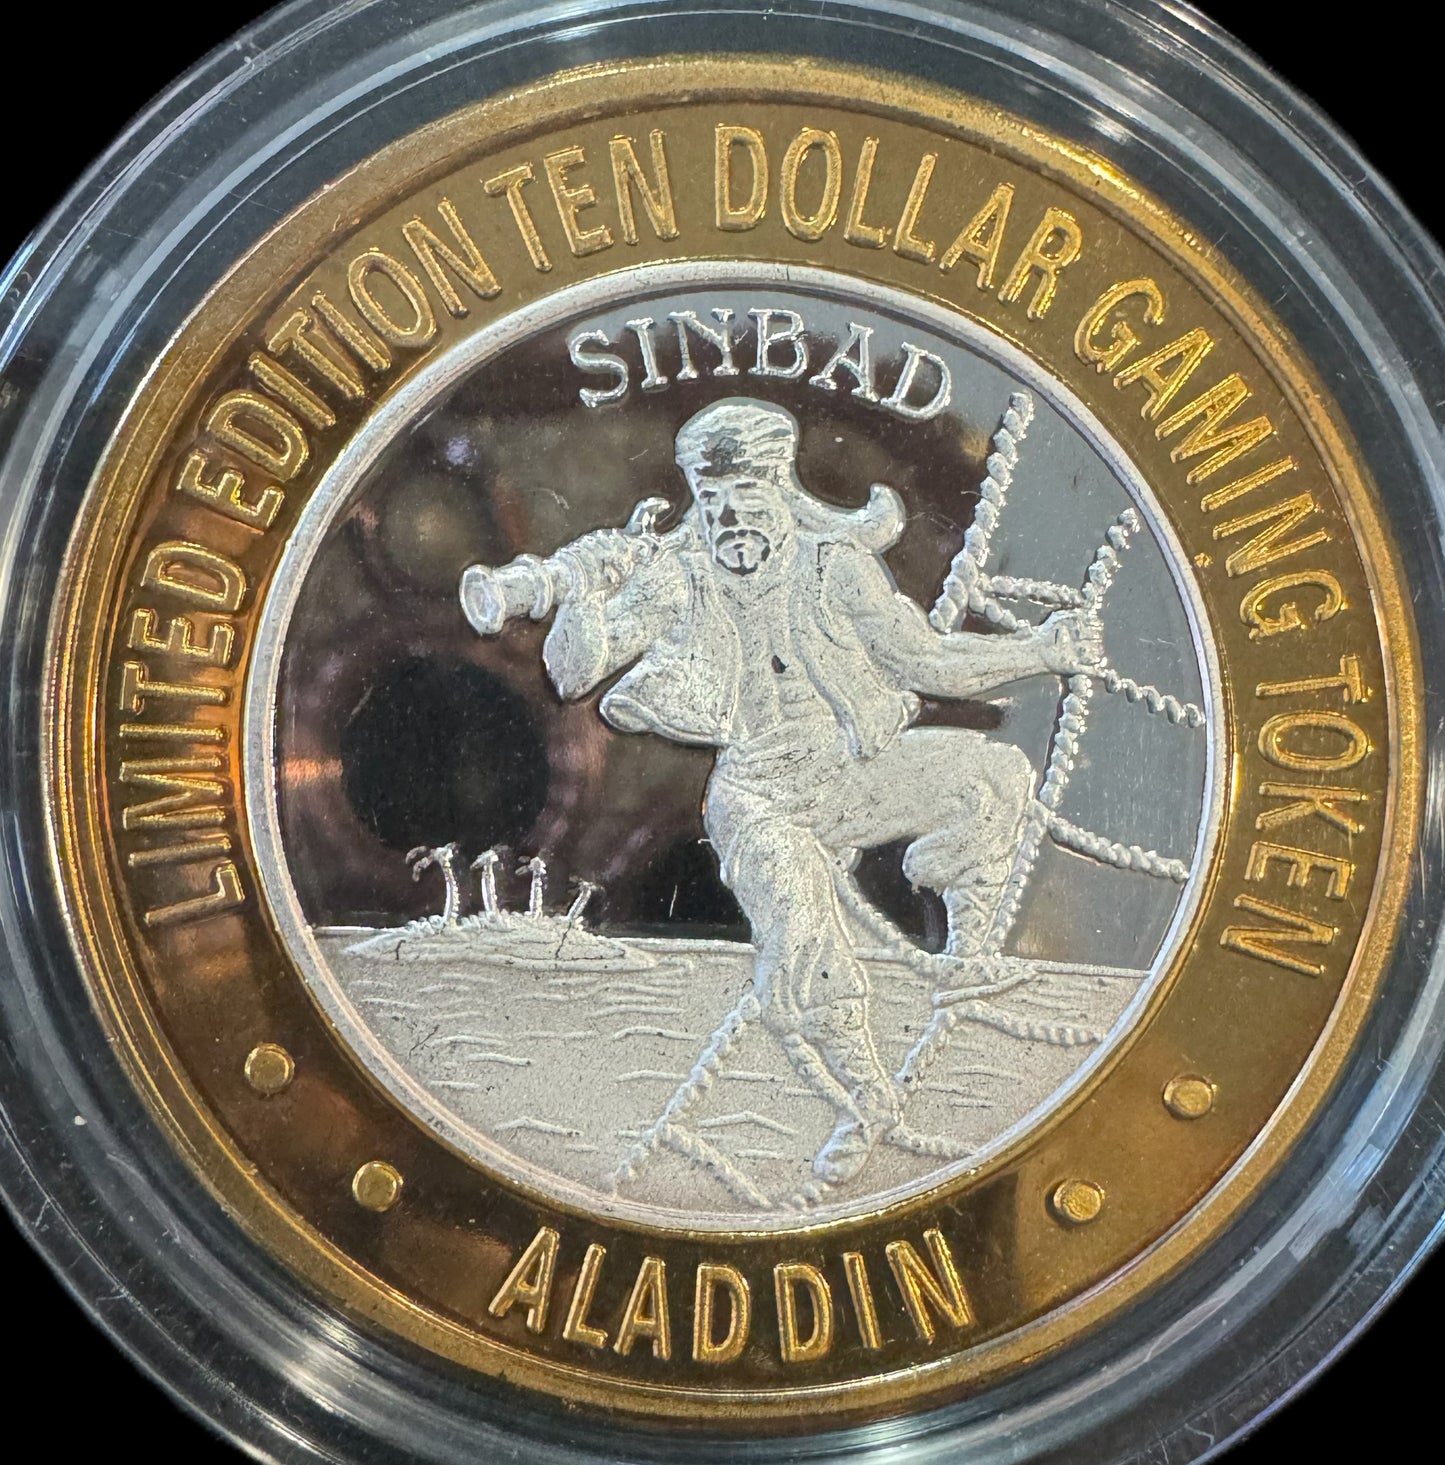 LIMITED EDITION TEN DOLLAR GAMING TOKEN
SINBAD
ALADDIN